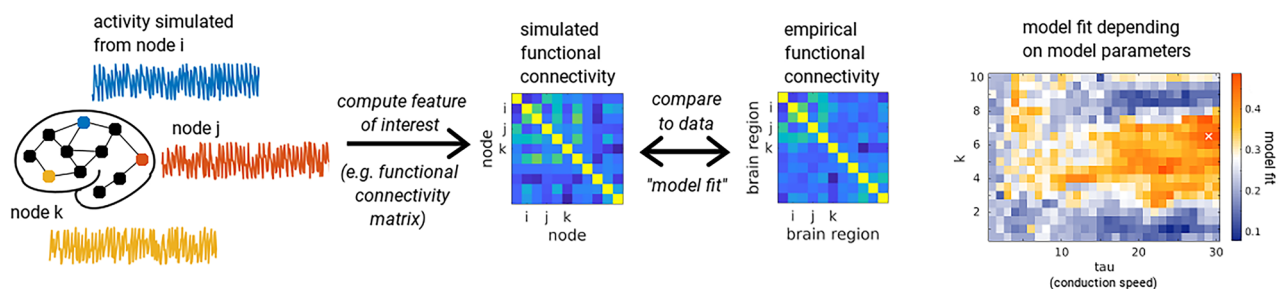 activity simulated
from node i
node j
node k
compute feature
of interest
(e.g. functional
connectivity
matrix)
simulated
functional
connectivity
i
j
k
node
i j k
node
compare
to data
"model fit"
empirical
functional
connectivity
i
j
k
brain region
i j k
brain region
model fit depending
on model parameters
10
8
6
4
2
k
10 20 30
tau
(conduction speed)
0.4
0.3
0.2
0.1
model fit